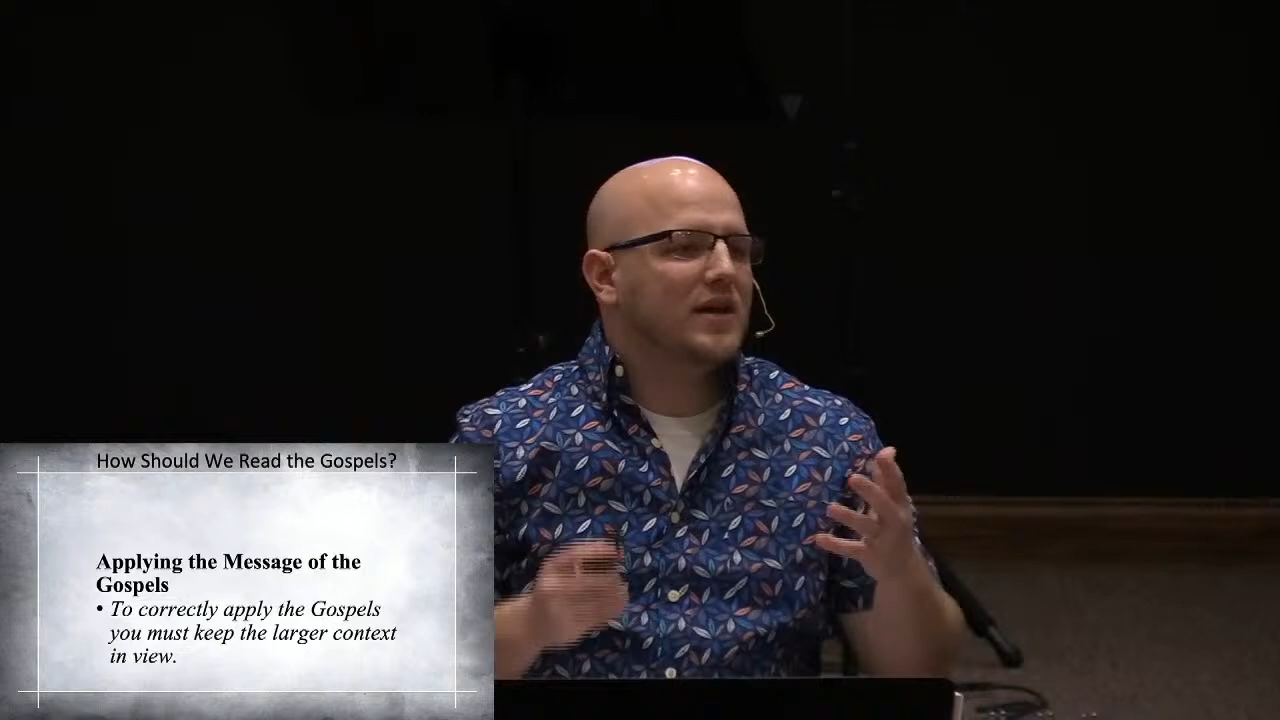 How Should We Read the Gospels?
Applying the Message of the
Gospels
• To correctly apply the Gospels
you must keep the larger context
in view.